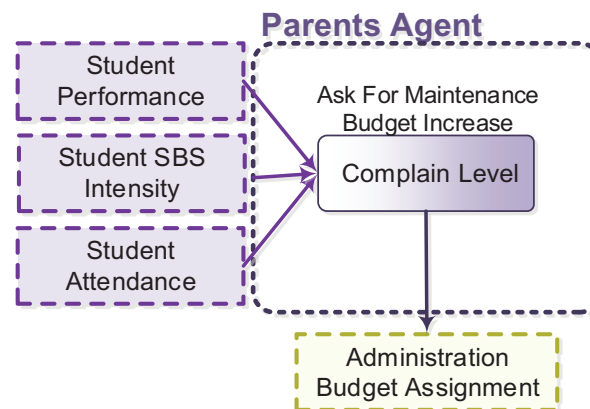 Parents Agent
Student
Performance
Student SBS
Intensity
Student
Attendance
Ask For Maintenance
Budget Increase
Complain Level
Administration
Budget Assignment